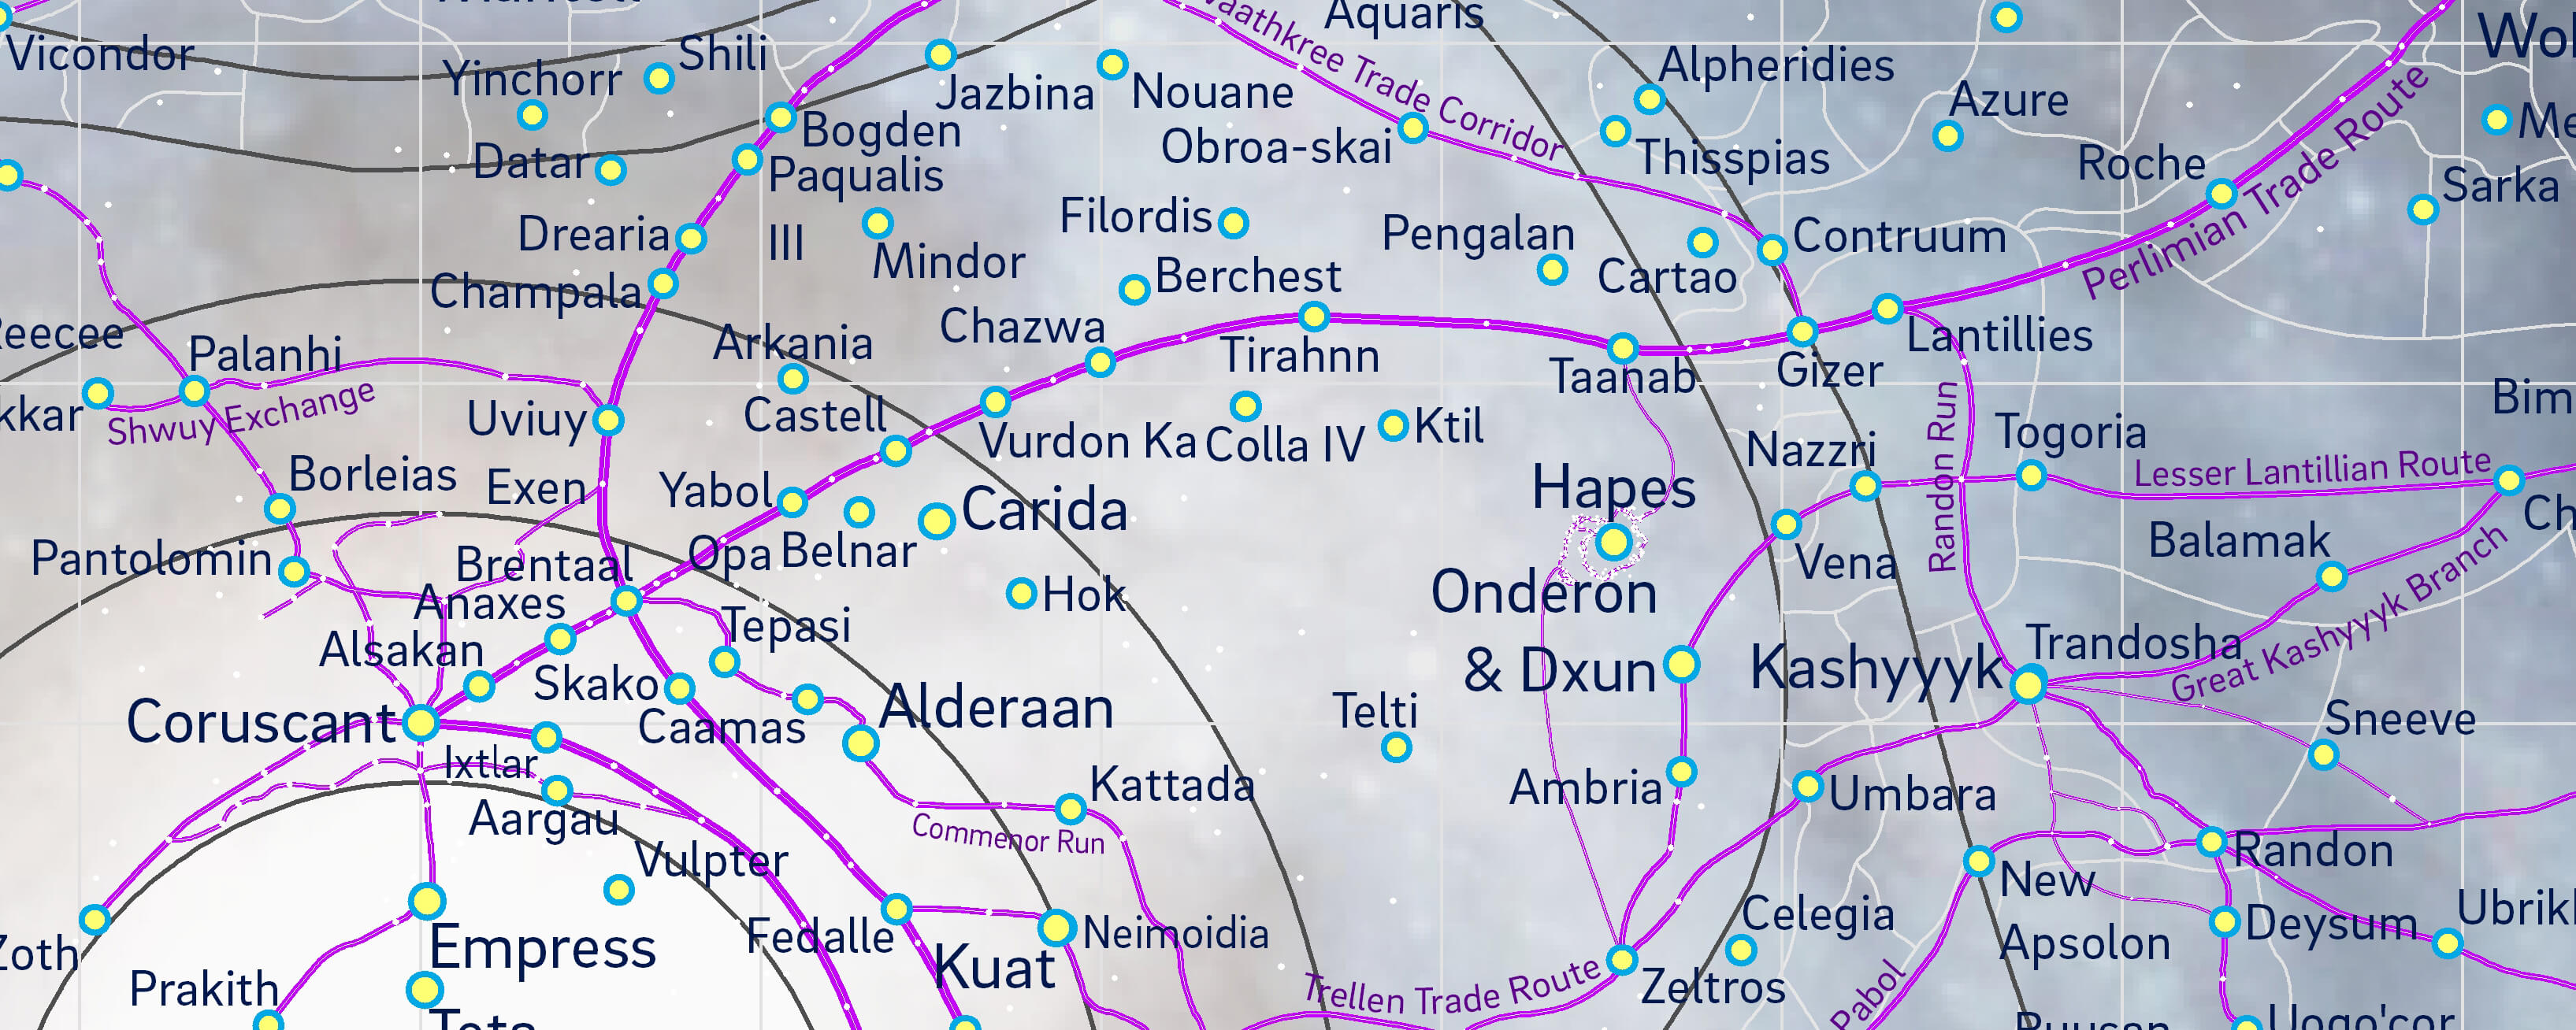 Aquaris
Vaathkree Trade Corridor
Vicondor
Shili
Yinchorr
Jazbina
Nouane
Alpheridies
Azure
Bogden
Datar
Paqualis
III
Obroa-skai
Thisspias
Roche
Perlimian Trade Route
Sarka
Drearia
Mindor
Filordis
Pengalan
Contruum
Champala
Berchest
Cartao
Palanhi
Shwuy Exchange
Arkania
Chazwa
Tirahnn
Taanab
Gizer
Lantillies
Uviuy
Exen
Castell
Vurdon Ka
Colla IV
Ktil
Nazzri
Randon Run
Togoria
Lesser Lantillian Route
Borleias
Yabol
Carida
Hapes
Pantolomin
Brentaal
Opa
Belnar
Vena
Balamak
Great Kashyyyk Branch
Anaxes
Hok
Onderon
& Dxun
Alsakan
Tepasi
Kashyyyk
Trandosha
Coruscant
Skako
Caamas
Alderaan
Telti
Sneeve
Ixtlar
Aargau
Kattada
Commenor Run
Ambria
Umbara
Vulpter
Randon
New
Apsolon
Fedalle
Neimoidia
Celegia
Deysum
Empress
Kuat
Prakith
Trellen Trade Route
Zeltros
Pabol